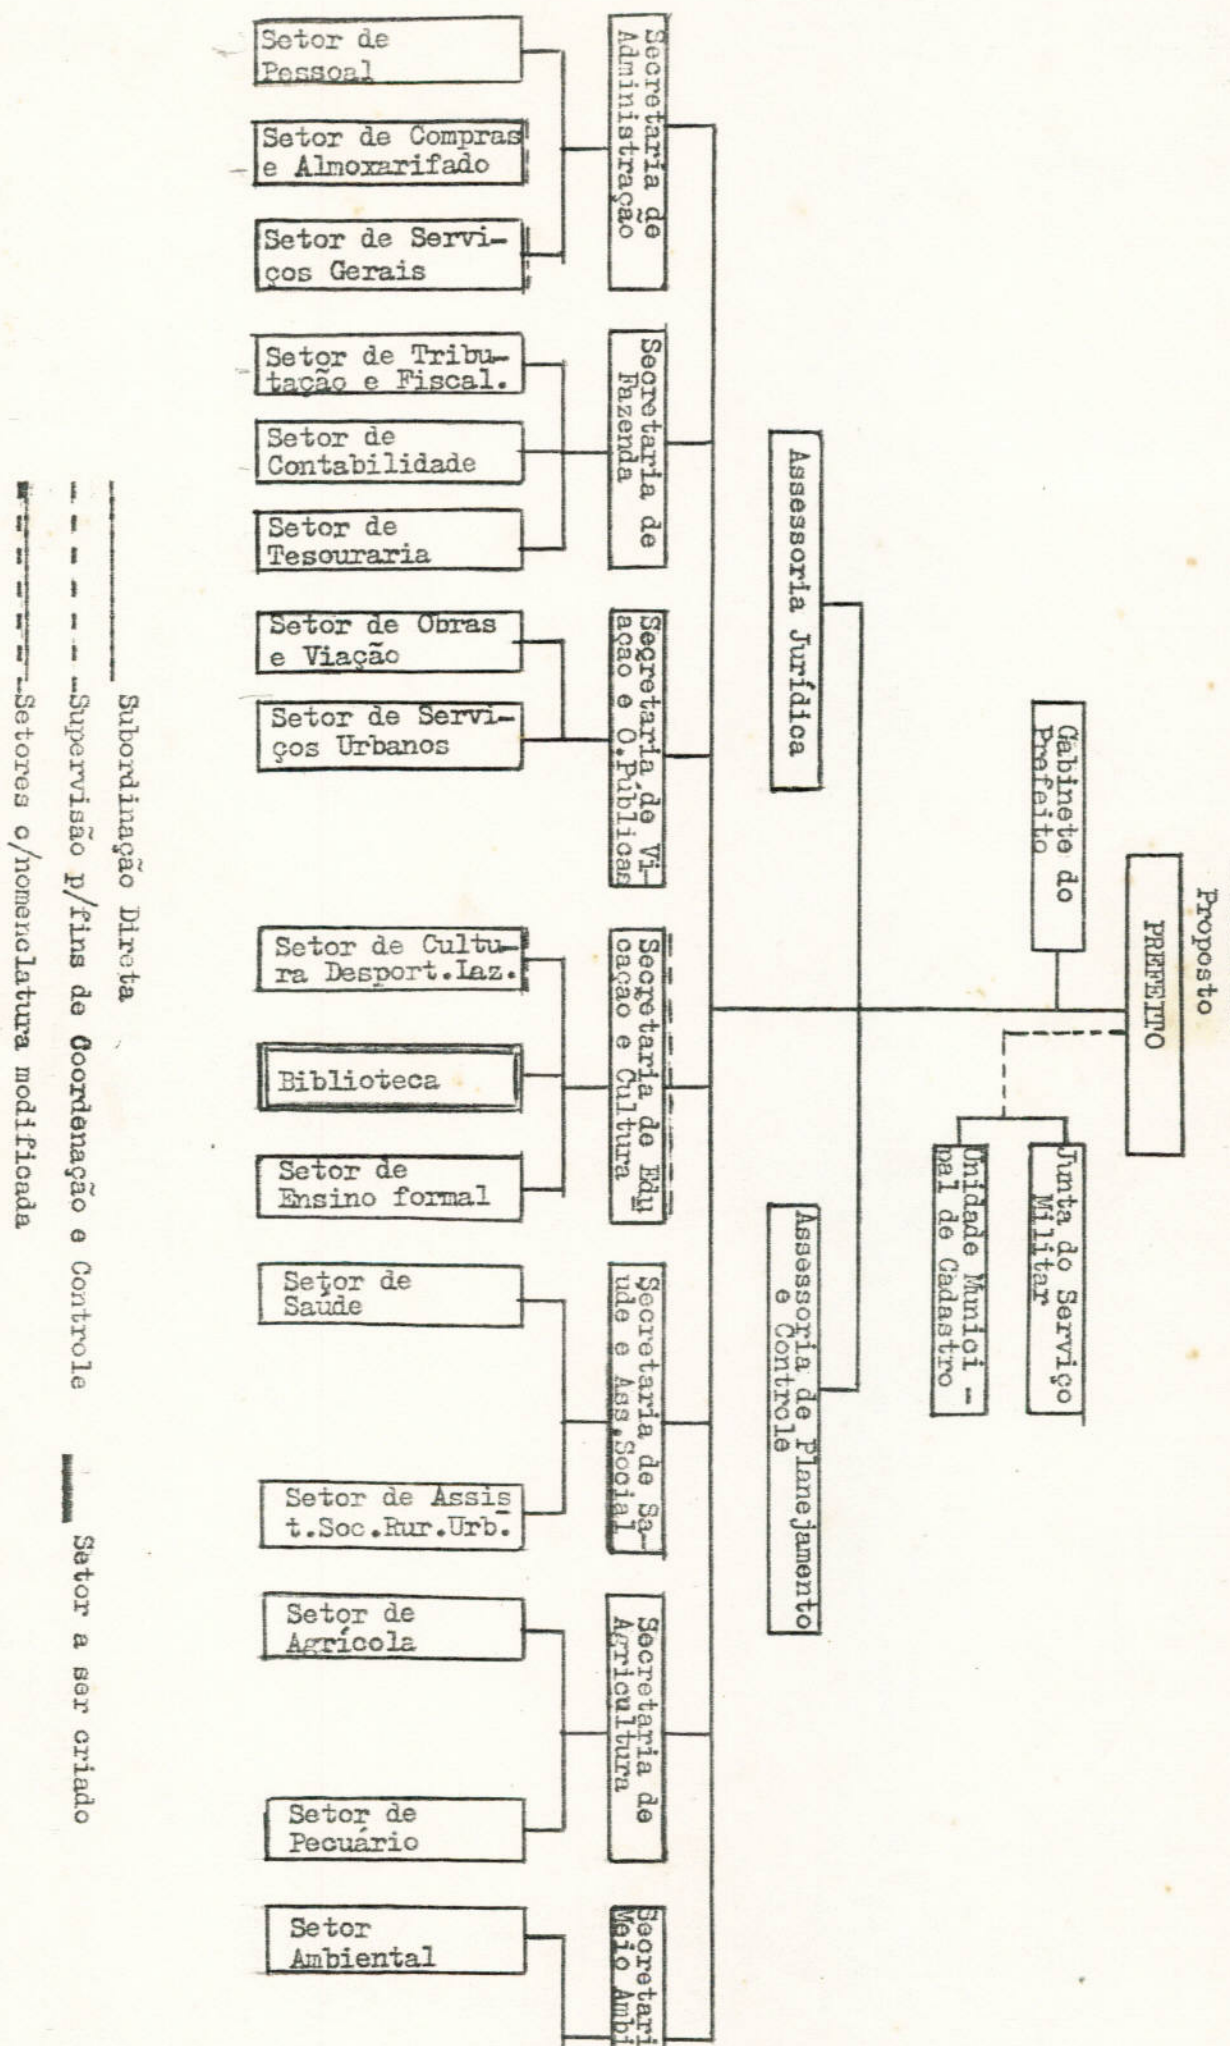 Proposto
PREFEITO
Gabinete do
Prefeito
Junta do Serviço
Militar
Unidade Munici -
pal de Cadastro
Assessoria Jurídica
Assessoria de Planejamento
e Controle
Secretaria de
Administração
Secretaria de
Fazenda
Secretaria de Vi-
ação e O.Públicas
Secretaria de Edu
cação e Cultura
Secretaria de Sa-
ude e Ass.Social
Secretaria de
Agricultura
Secretari
Meio Ambi
Setor de
Pessoal
Setor de Compras
e Almoxarifado
Setor de Servi-
ços Gerais
Setor de Tribu-
tação e Fiscal.
Setor de
Contabilidade
Setor de
Tesouraria
Setor de Obras
e Viação
Setor de Servi-
ços Urbanos
Setor de Cultu-
ra Desport.Laz.
Biblioteca
Setor de
Ensino formal
Setor de
Saúde
Setor de Assis
t.Soc.Rur.Urb.
Setor de
Agrícola
Setor de
Pecuário
Setor
Ambiental
Subordinação Direta
Supervisão p/fins de Coordenação e Controle
Setor a ser criado
Setores c/nomenclatura modificada